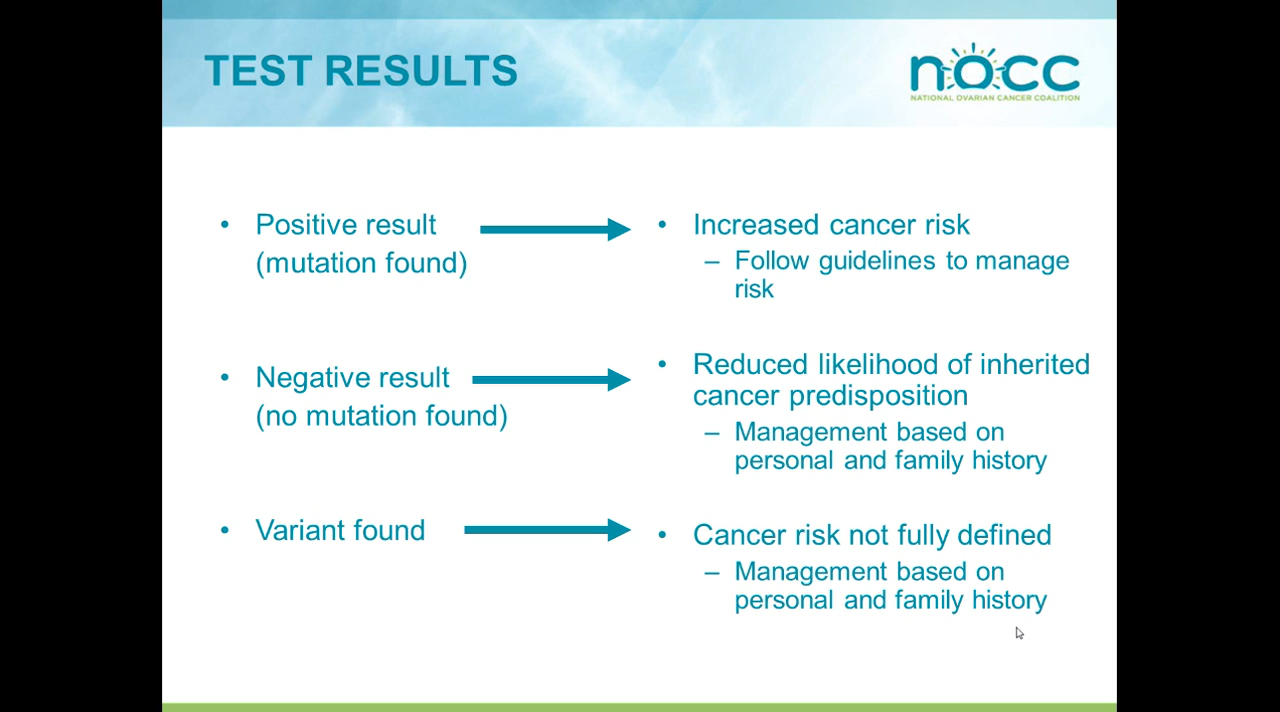 TEST RESULTS
nocc
NATIONAL OVARIAN CANCER COALITION
• Positive result
(mutation found)
• Increased cancer risk
– Follow guidelines to manage
risk
• Negative result
(no mutation found)
• Reduced likelihood of inherited
cancer predisposition
– Management based on
personal and family history
• Variant found
• Cancer risk not fully defined
– Management based on
personal and family history